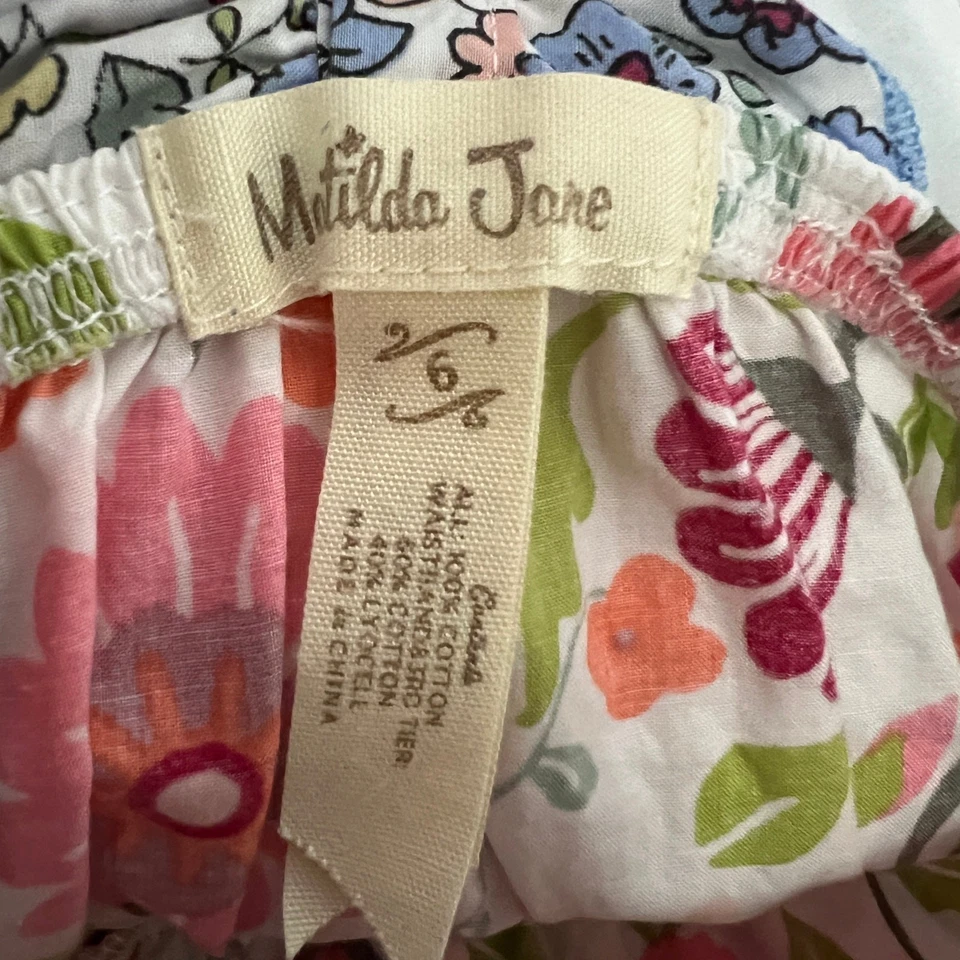 Matilda Jane
6
Contents
ALL: 100% COTTON
WAISTBAND & 3RD TIER
60% COTTON
40% LYOCELL
MADE IN CHINA